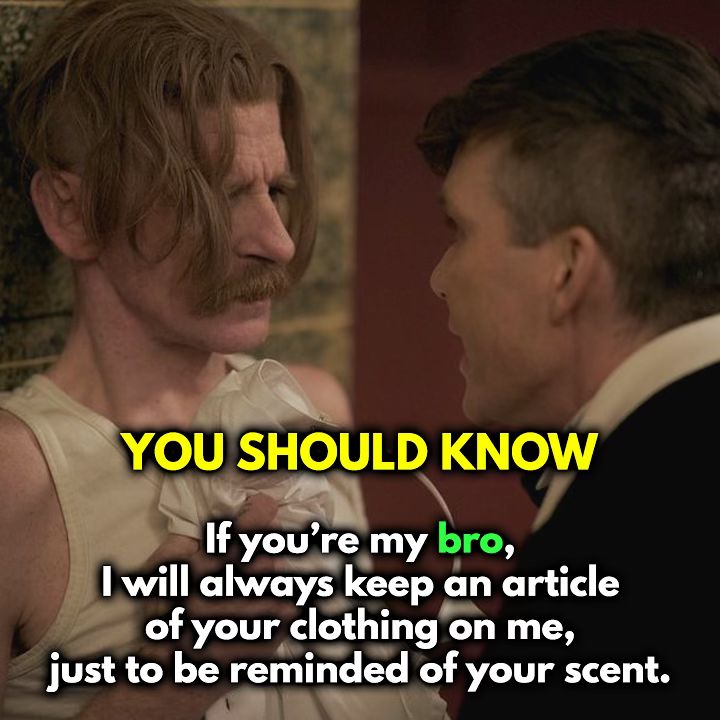 YOU SHOULD KNOW
If you’re my bro,
I will always keep an article
of your clothing on me,
just to be reminded of your scent.